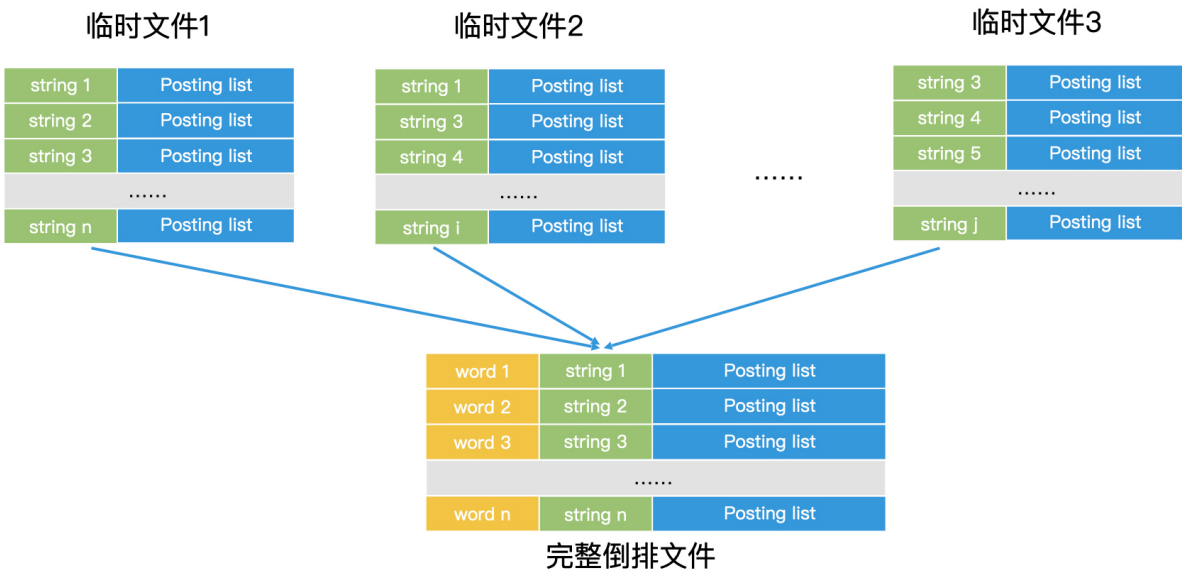 临时文件1
string 1 Posting list
string 2 Posting list
string 3 Posting list
……
string n Posting list
临时文件2
string 1 Posting list
string 3 Posting list
string 4 Posting list
……
string i Posting list
……
临时文件3
string 3 Posting list
string 4 Posting list
string 5 Posting list
……
string j Posting list
word 1 string 1 Posting list
word 2 string 2 Posting list
word 3 string 3 Posting list
……
word n string n Posting list
完整倒排文件